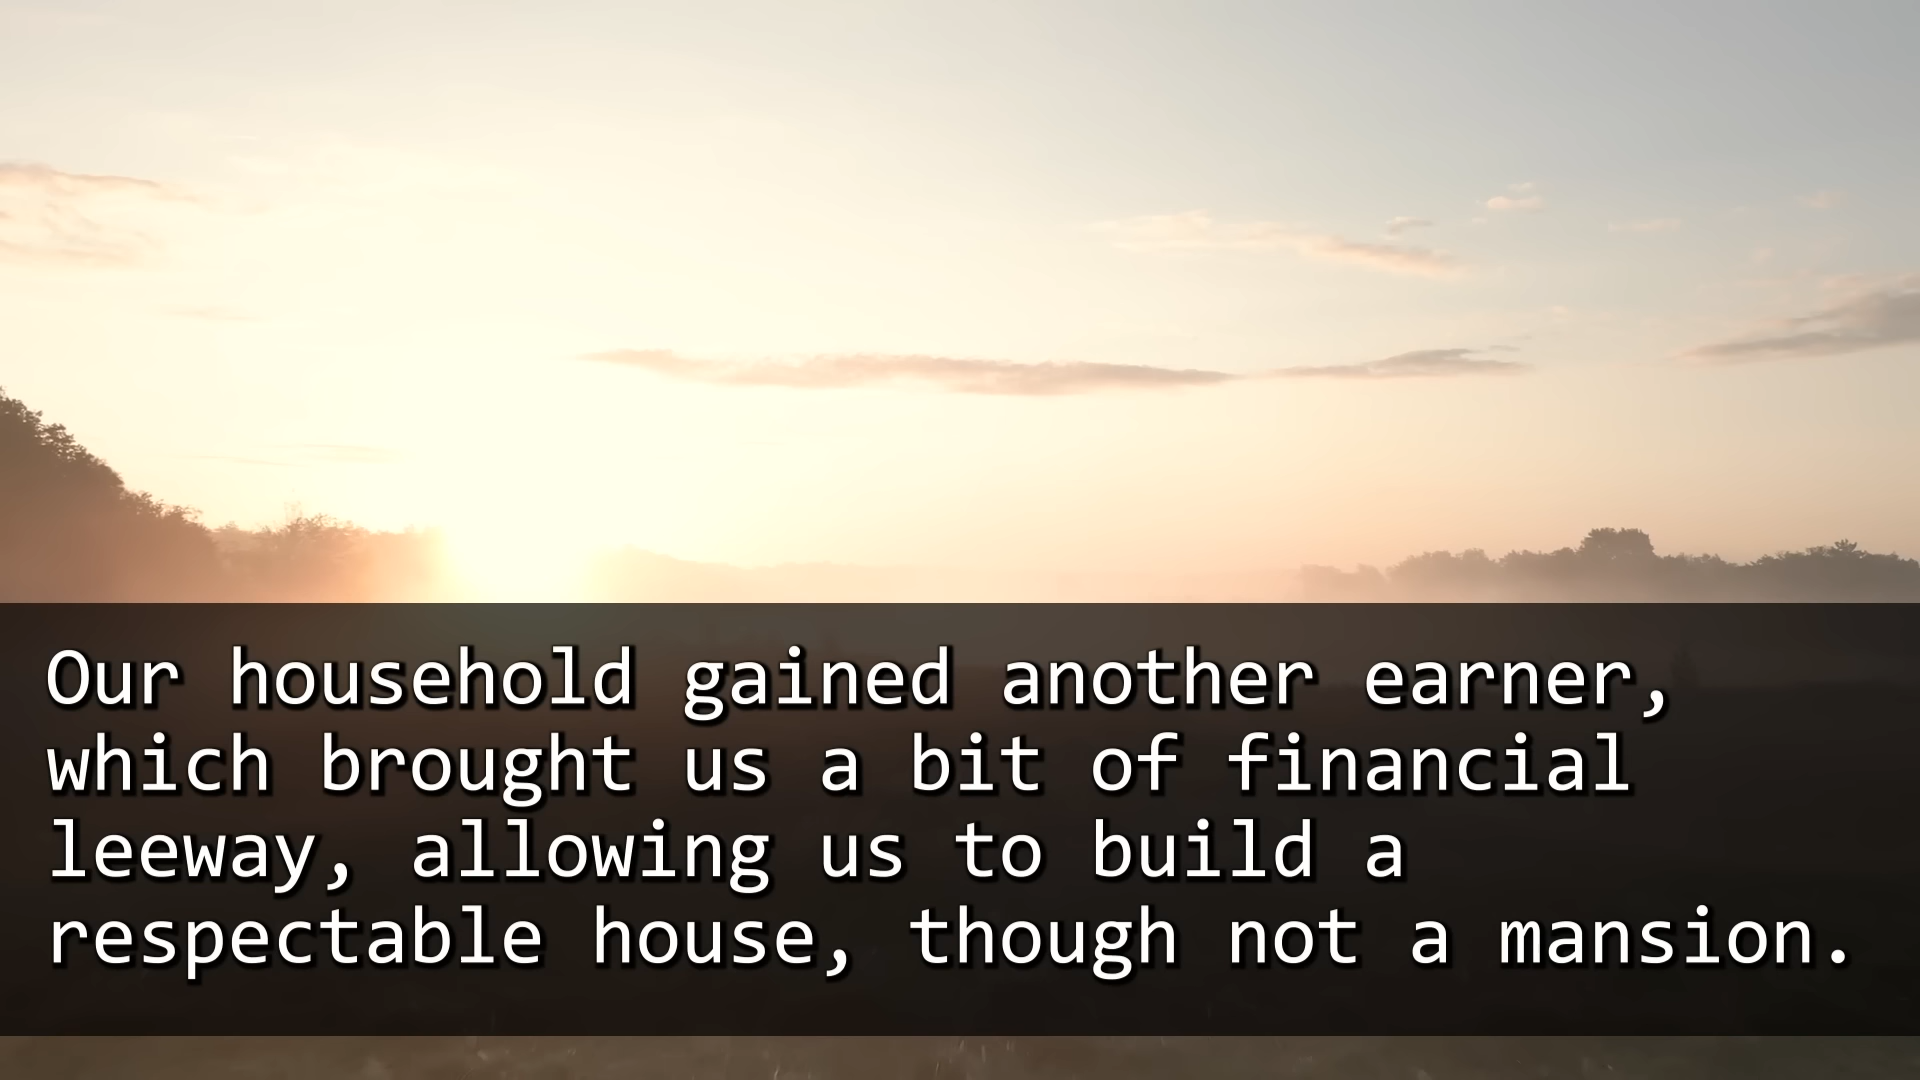 Our household gained another earner,
which brought us a bit of financial
leeway, allowing us to build a
respectable house, though not a mansion.